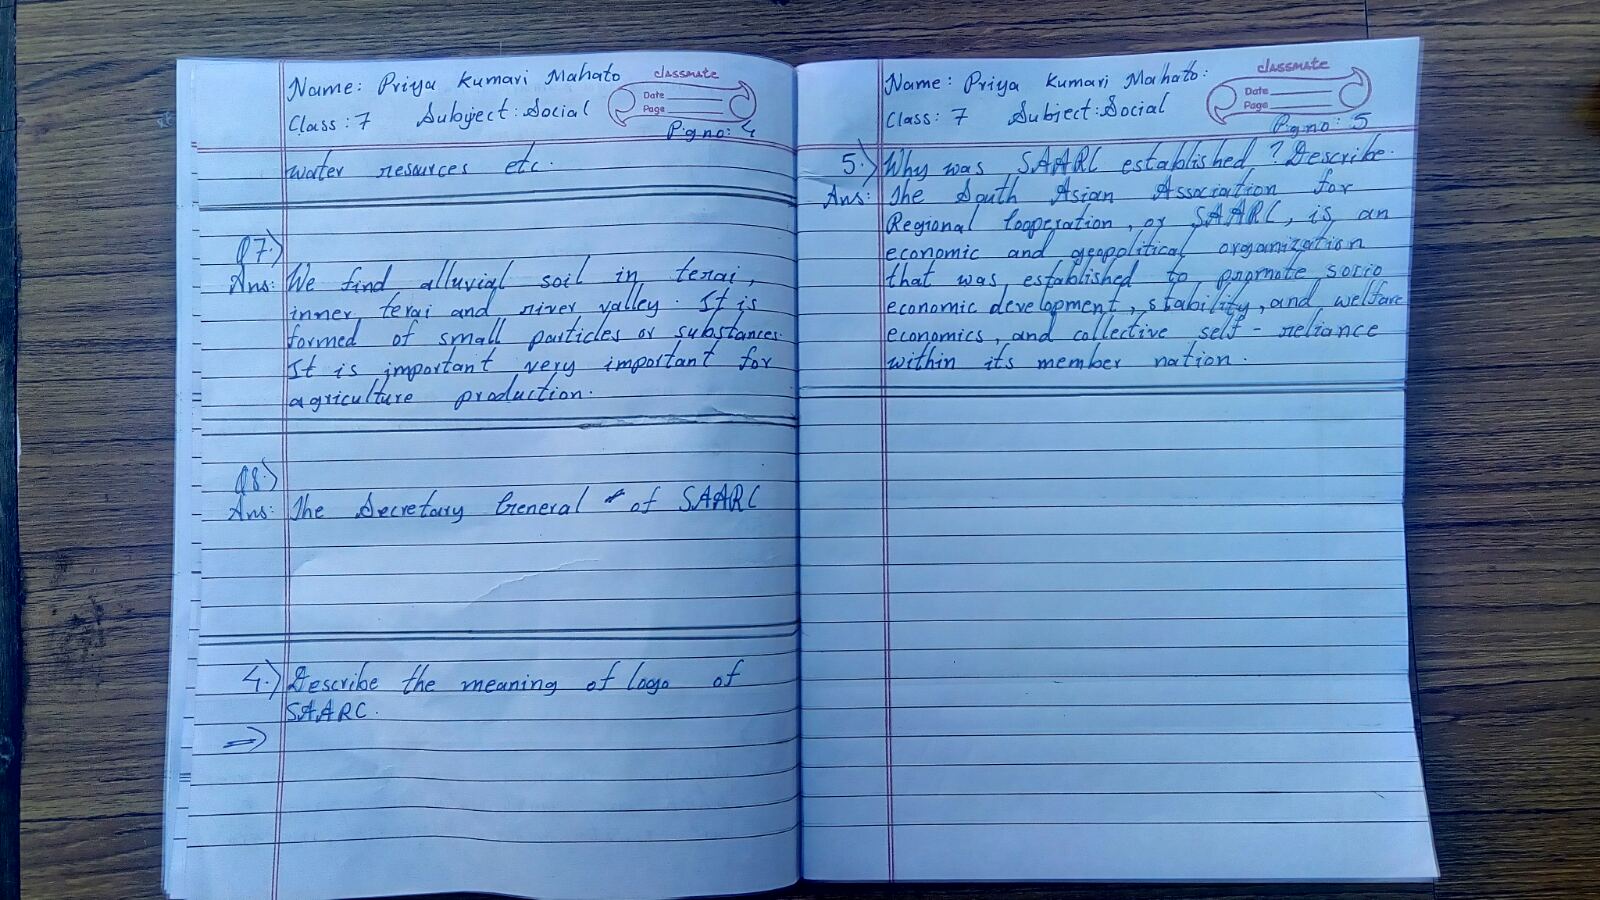 Name: Priya Kumari Mahato
classmate
Date
Page
Class: 7 Subject: Social
Pg no: 4
water resources etc.
Q7.)
Ans: We find alluvial soil in terai,
inner terai and river valley. It is
formed of small particles or substances.
It is important very important for
agriculture production.
Q8.)
Ans: The Secretary General of SAARC
4.) Describe the meaning of logo of
SAARC.
→
Name: Priya Kumari Mahato:
classmate
Date
Page
Class: 7 Subject: Social
Pg no: 5
5.) Why was SAARC established? Describe.
Ans: The South Asian Association for
Regional Cooperation, or SAARC, is an
economic and geopolitical organization
that was established to promote socio
economic development, stability, and welfare
economics, and collective self-reliance
within its member nation.